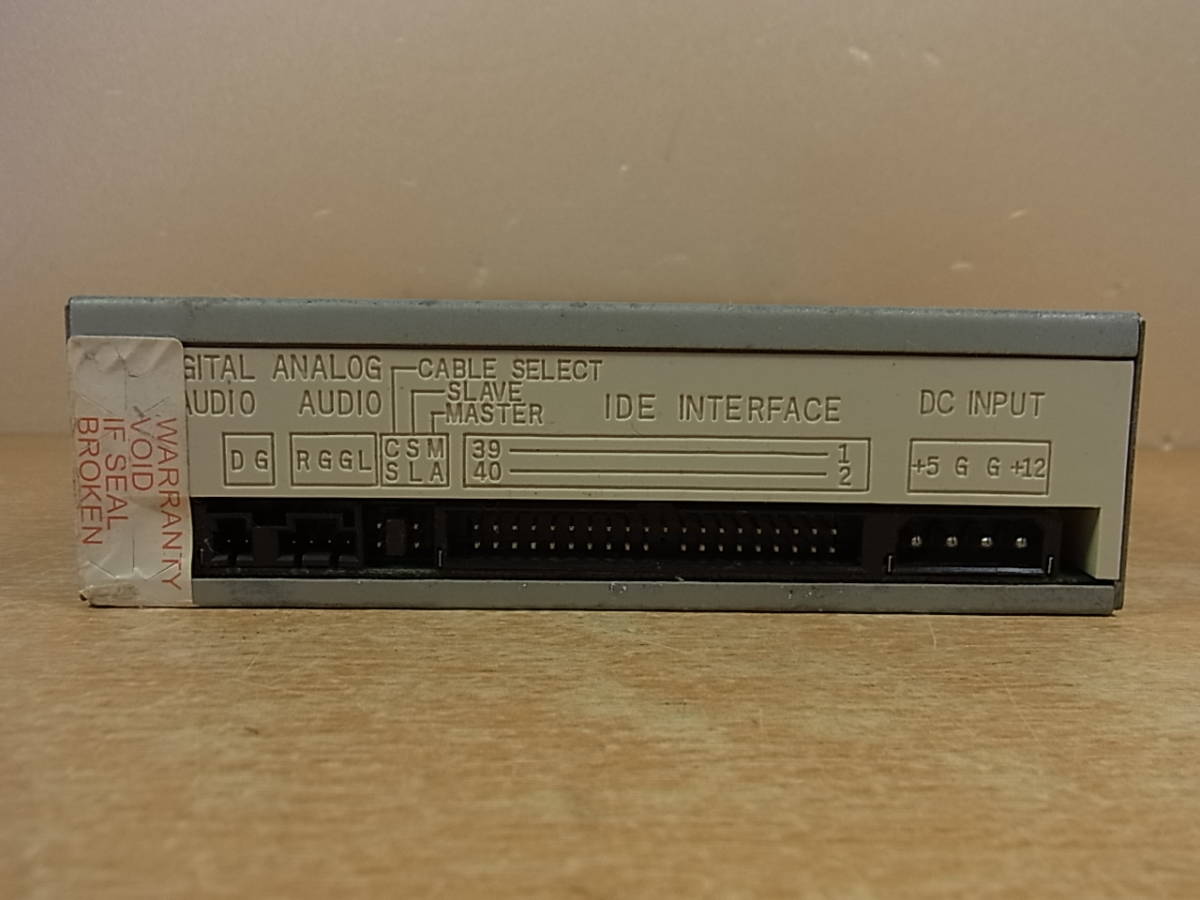 GITAL ANALOG
AUDIO AUDIO
CABLE SELECT
SLAVE
MASTER
IDE INTERFACE
DC INPUT
D G
R G G L
C S M
S L A
39 1
40 2
+5 G G +12
WARRANTY
VOID
IF SEAL
BROKEN